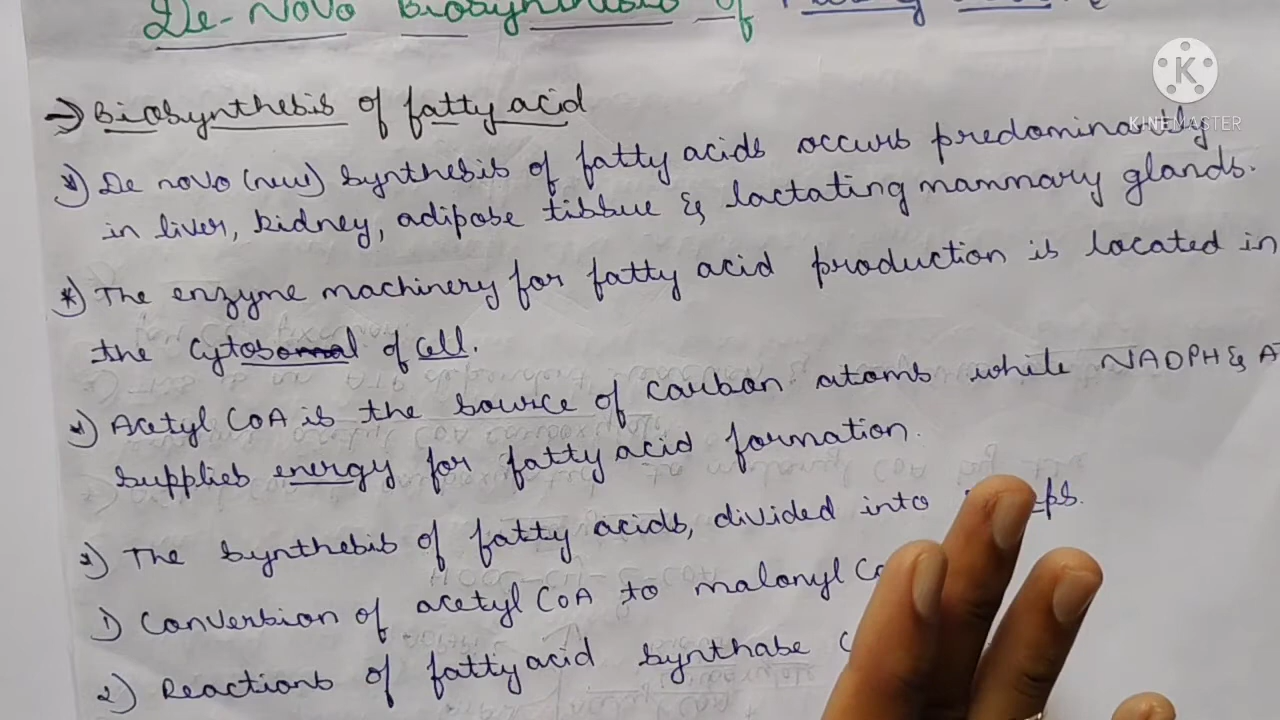 De-Novo Biosynthesis of
K
KINEMASTER
→ Biosynthesis of fatty acid
*) De novo (new) synthesis of fatty acids occurs predominantly
in liver, kidney, adipose tissue & lactating mammary glands.
*) The enzyme machinery for fatty acid production is located in
the cytosomal of cell.
*) Acetyl CoA is the source of carbon atoms while NADPH &
supplies energy for fatty acid formation.
*) The synthesis of fatty acids, divided into
1) Conversion of acetyl CoA to malonyl
2) Reactions of fatty acid synthase